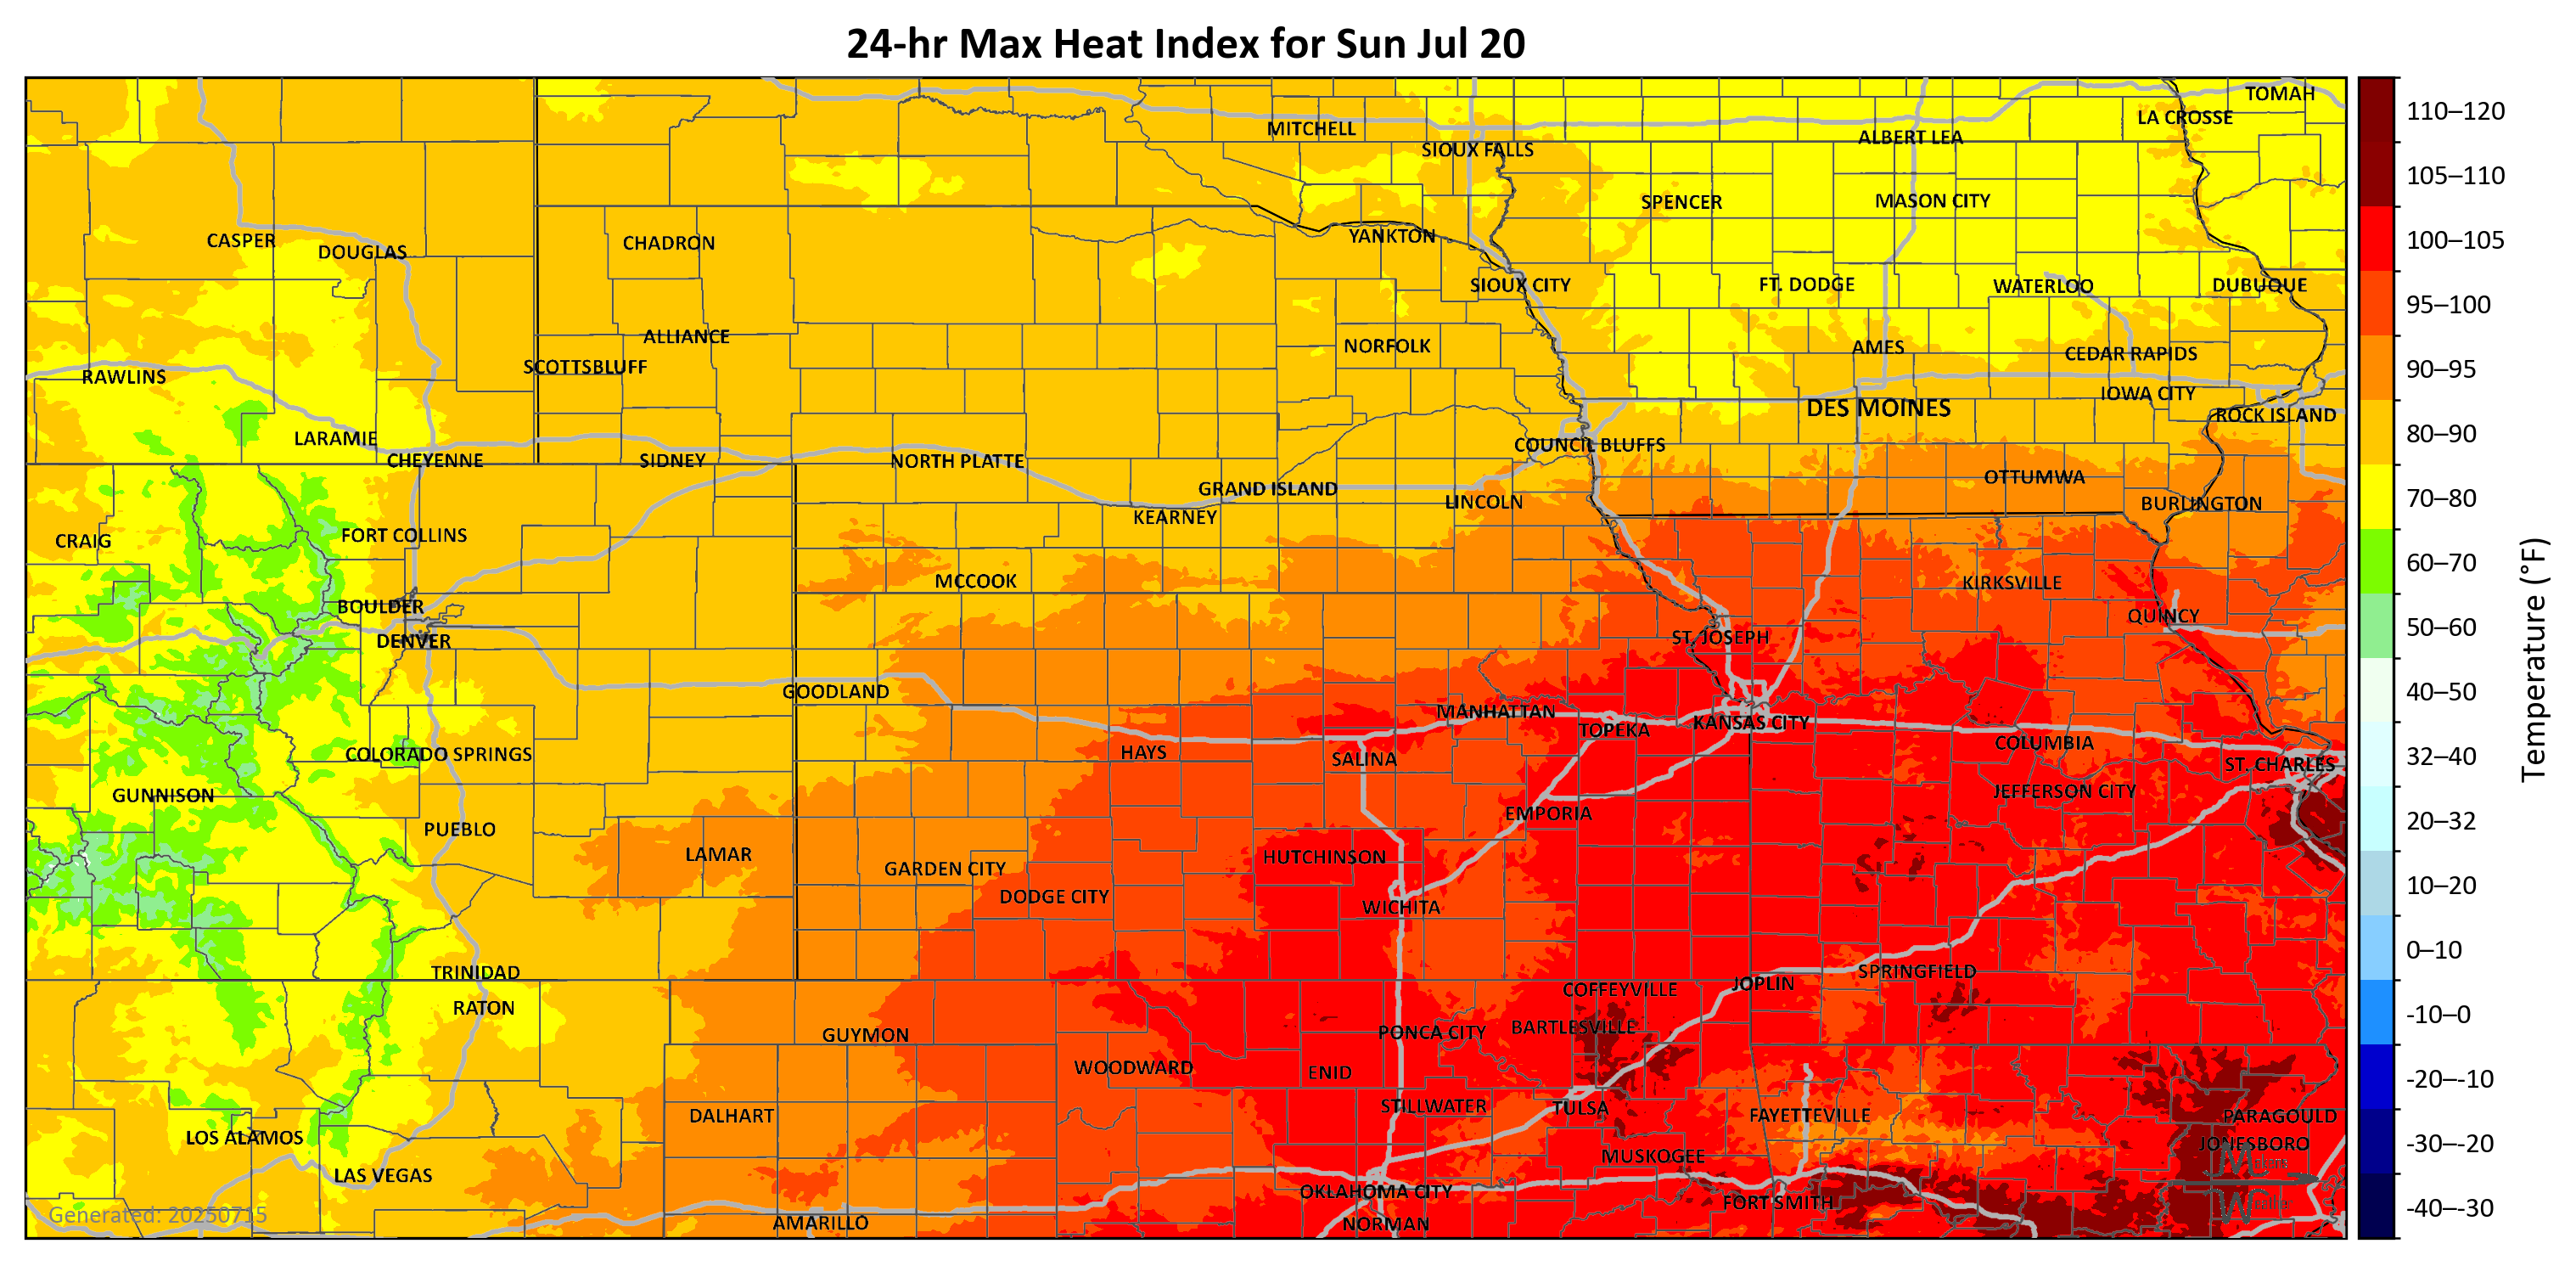 24-hr Max Heat Index for Sun Jul 20
TOMAH
LA CROSSE
MITCHELL
ALBERT LEA
SIOUX FALLS
SPENCER
MASON CITY
CASPER
DOUGLAS
CHADRON
YANKTON
SIOUX CITY
FT. DODGE
WATERLOO
DUBUQUE
ALLIANCE
NORFOLK
AMES
CEDAR RAPIDS
SCOTTSBLUFF
RAWLINS
IOWA CITY
DES MOINES
ROCK ISLAND
LARAMIE
COUNCIL BLUFFS
CHEYENNE
SIDNEY
NORTH PLATTE
OTTUMWA
GRAND ISLAND
LINCOLN
BURLINGTON
KEARNEY
CRAIG
FORT COLLINS
MCCOOK
KIRKSVILLE
BOULDER
QUINCY
DENVER
ST. JOSEPH
GOODLAND
MANHATTAN
KANSAS CITY
TOPEKA
COLUMBIA
COLORADO SPRINGS
HAYS
SALINA
ST. CHARLES
GUNNISON
JEFFERSON CITY
EMPORIA
PUEBLO
LAMAR
HUTCHINSON
GARDEN CITY
DODGE CITY
WICHITA
TRINIDAD
SPRINGFIELD
JOPLIN
COFFEYVILLE
RATON
BARTLESVILLE
PONCA CITY
GUYMON
WOODWARD
ENID
STILLWATER
TULSA
DALHART
FAYETTEVILLE
PARAGOULD
LOS ALAMOS
JONESBORO
MUSKOGEE
LAS VEGAS
OKLAHOMA CITY
FORT SMITH
Generated: 20250715
AMARILLO
NORMAN
110–120
105–110
100–105
95–100
90–95
80–90
70–80
60–70
50–60
40–50
32–40
20–32
10–20
0–10
-10–0
-20–-10
-30–-20
-40–-30
Temperature (°F)